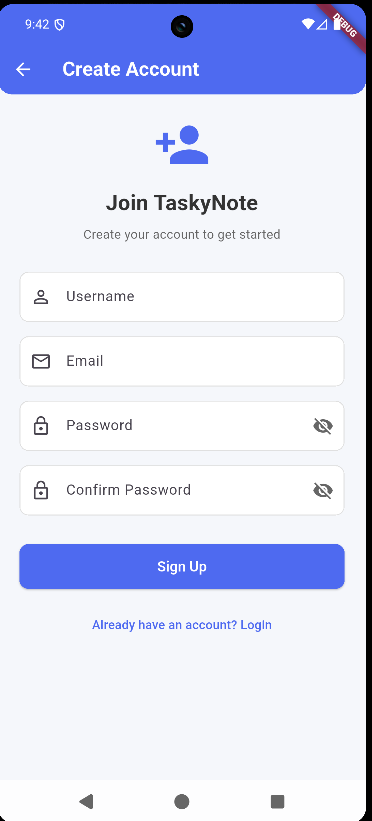 9:42
DEBUG
Create Account
Join TaskyNote
Create your account to get started
Username
Email
Password
Confirm Password
Sign Up
Already have an account? Login